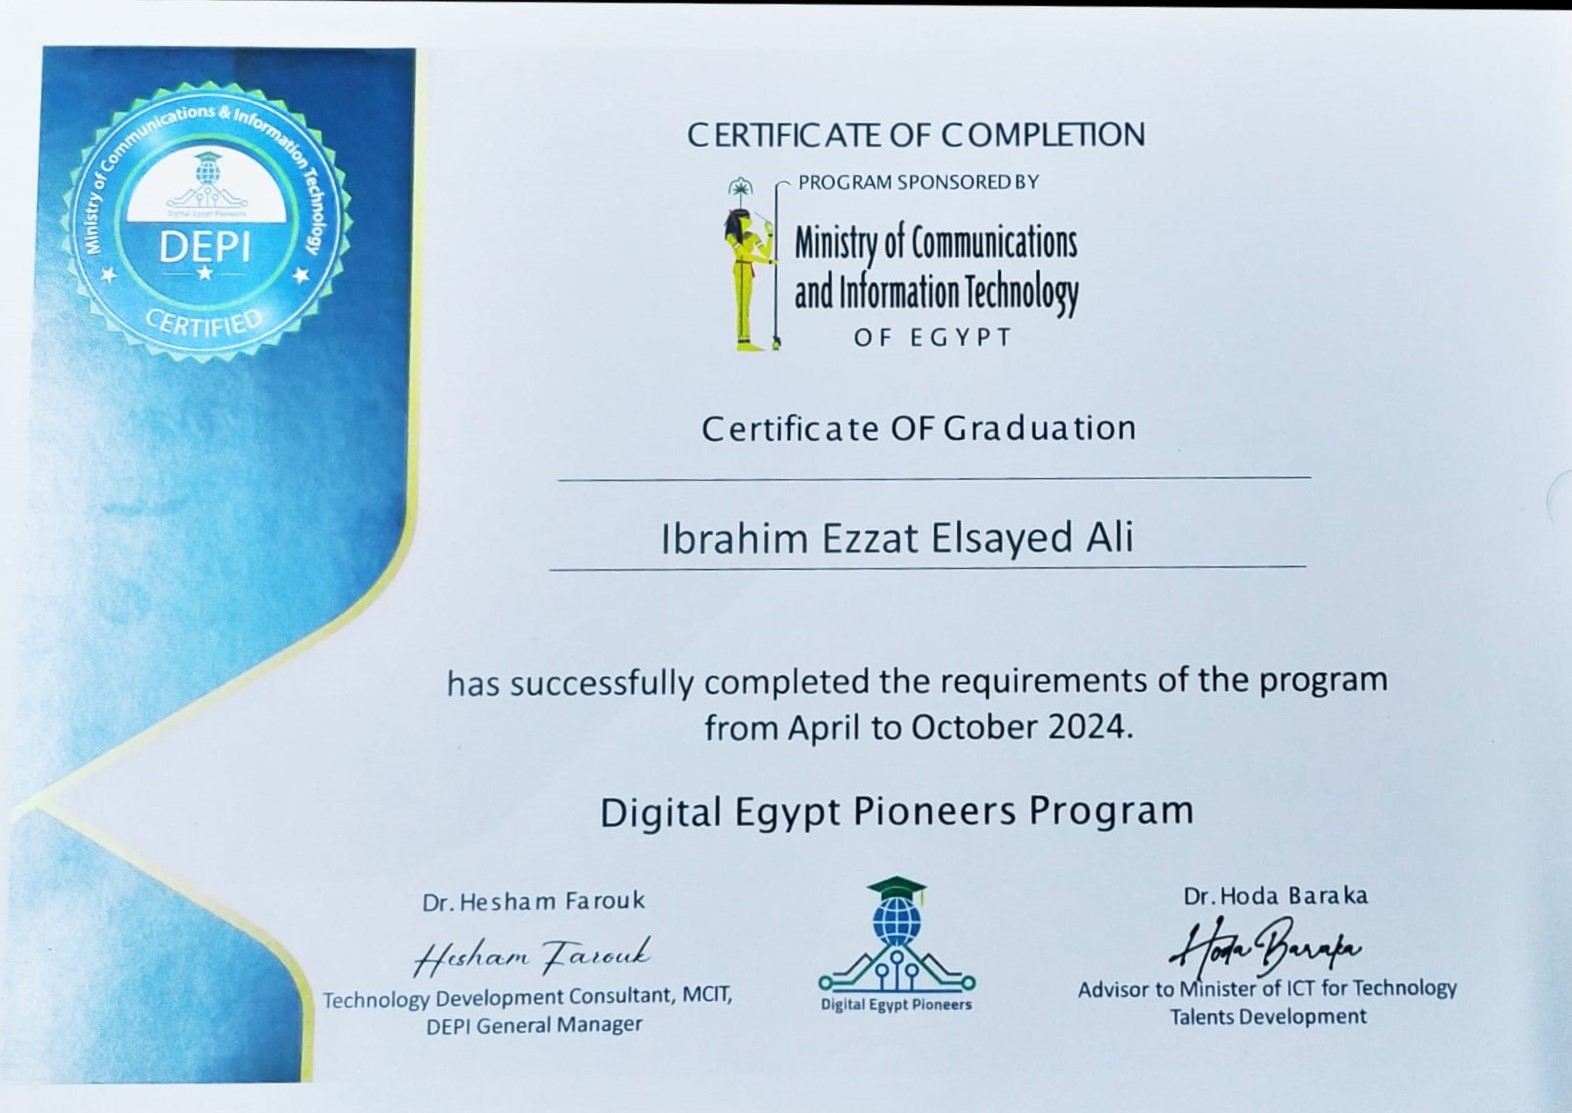 Ministry of Communications & Information Technology
Digital Egypt Pioneers
DEPI
CERTIFIED
CERTIFICATE OF COMPLETION
PROGRAM SPONSORED BY
Ministry of Communications
and Information Technology
OF EGYPT
Certificate OF Graduation
Ibrahim Ezzat Elsayed Ali
has successfully completed the requirements of the program
from April to October 2024.
Digital Egypt Pioneers Program
Dr. Hesham Farouk
Hesham Farouk
Technology Development Consultant, MCIT,
DEPI General Manager
Digital Egypt Pioneers
Dr. Hoda Baraka
Hoda Baraka
Advisor to Minister of ICT for Technology
Talents Development